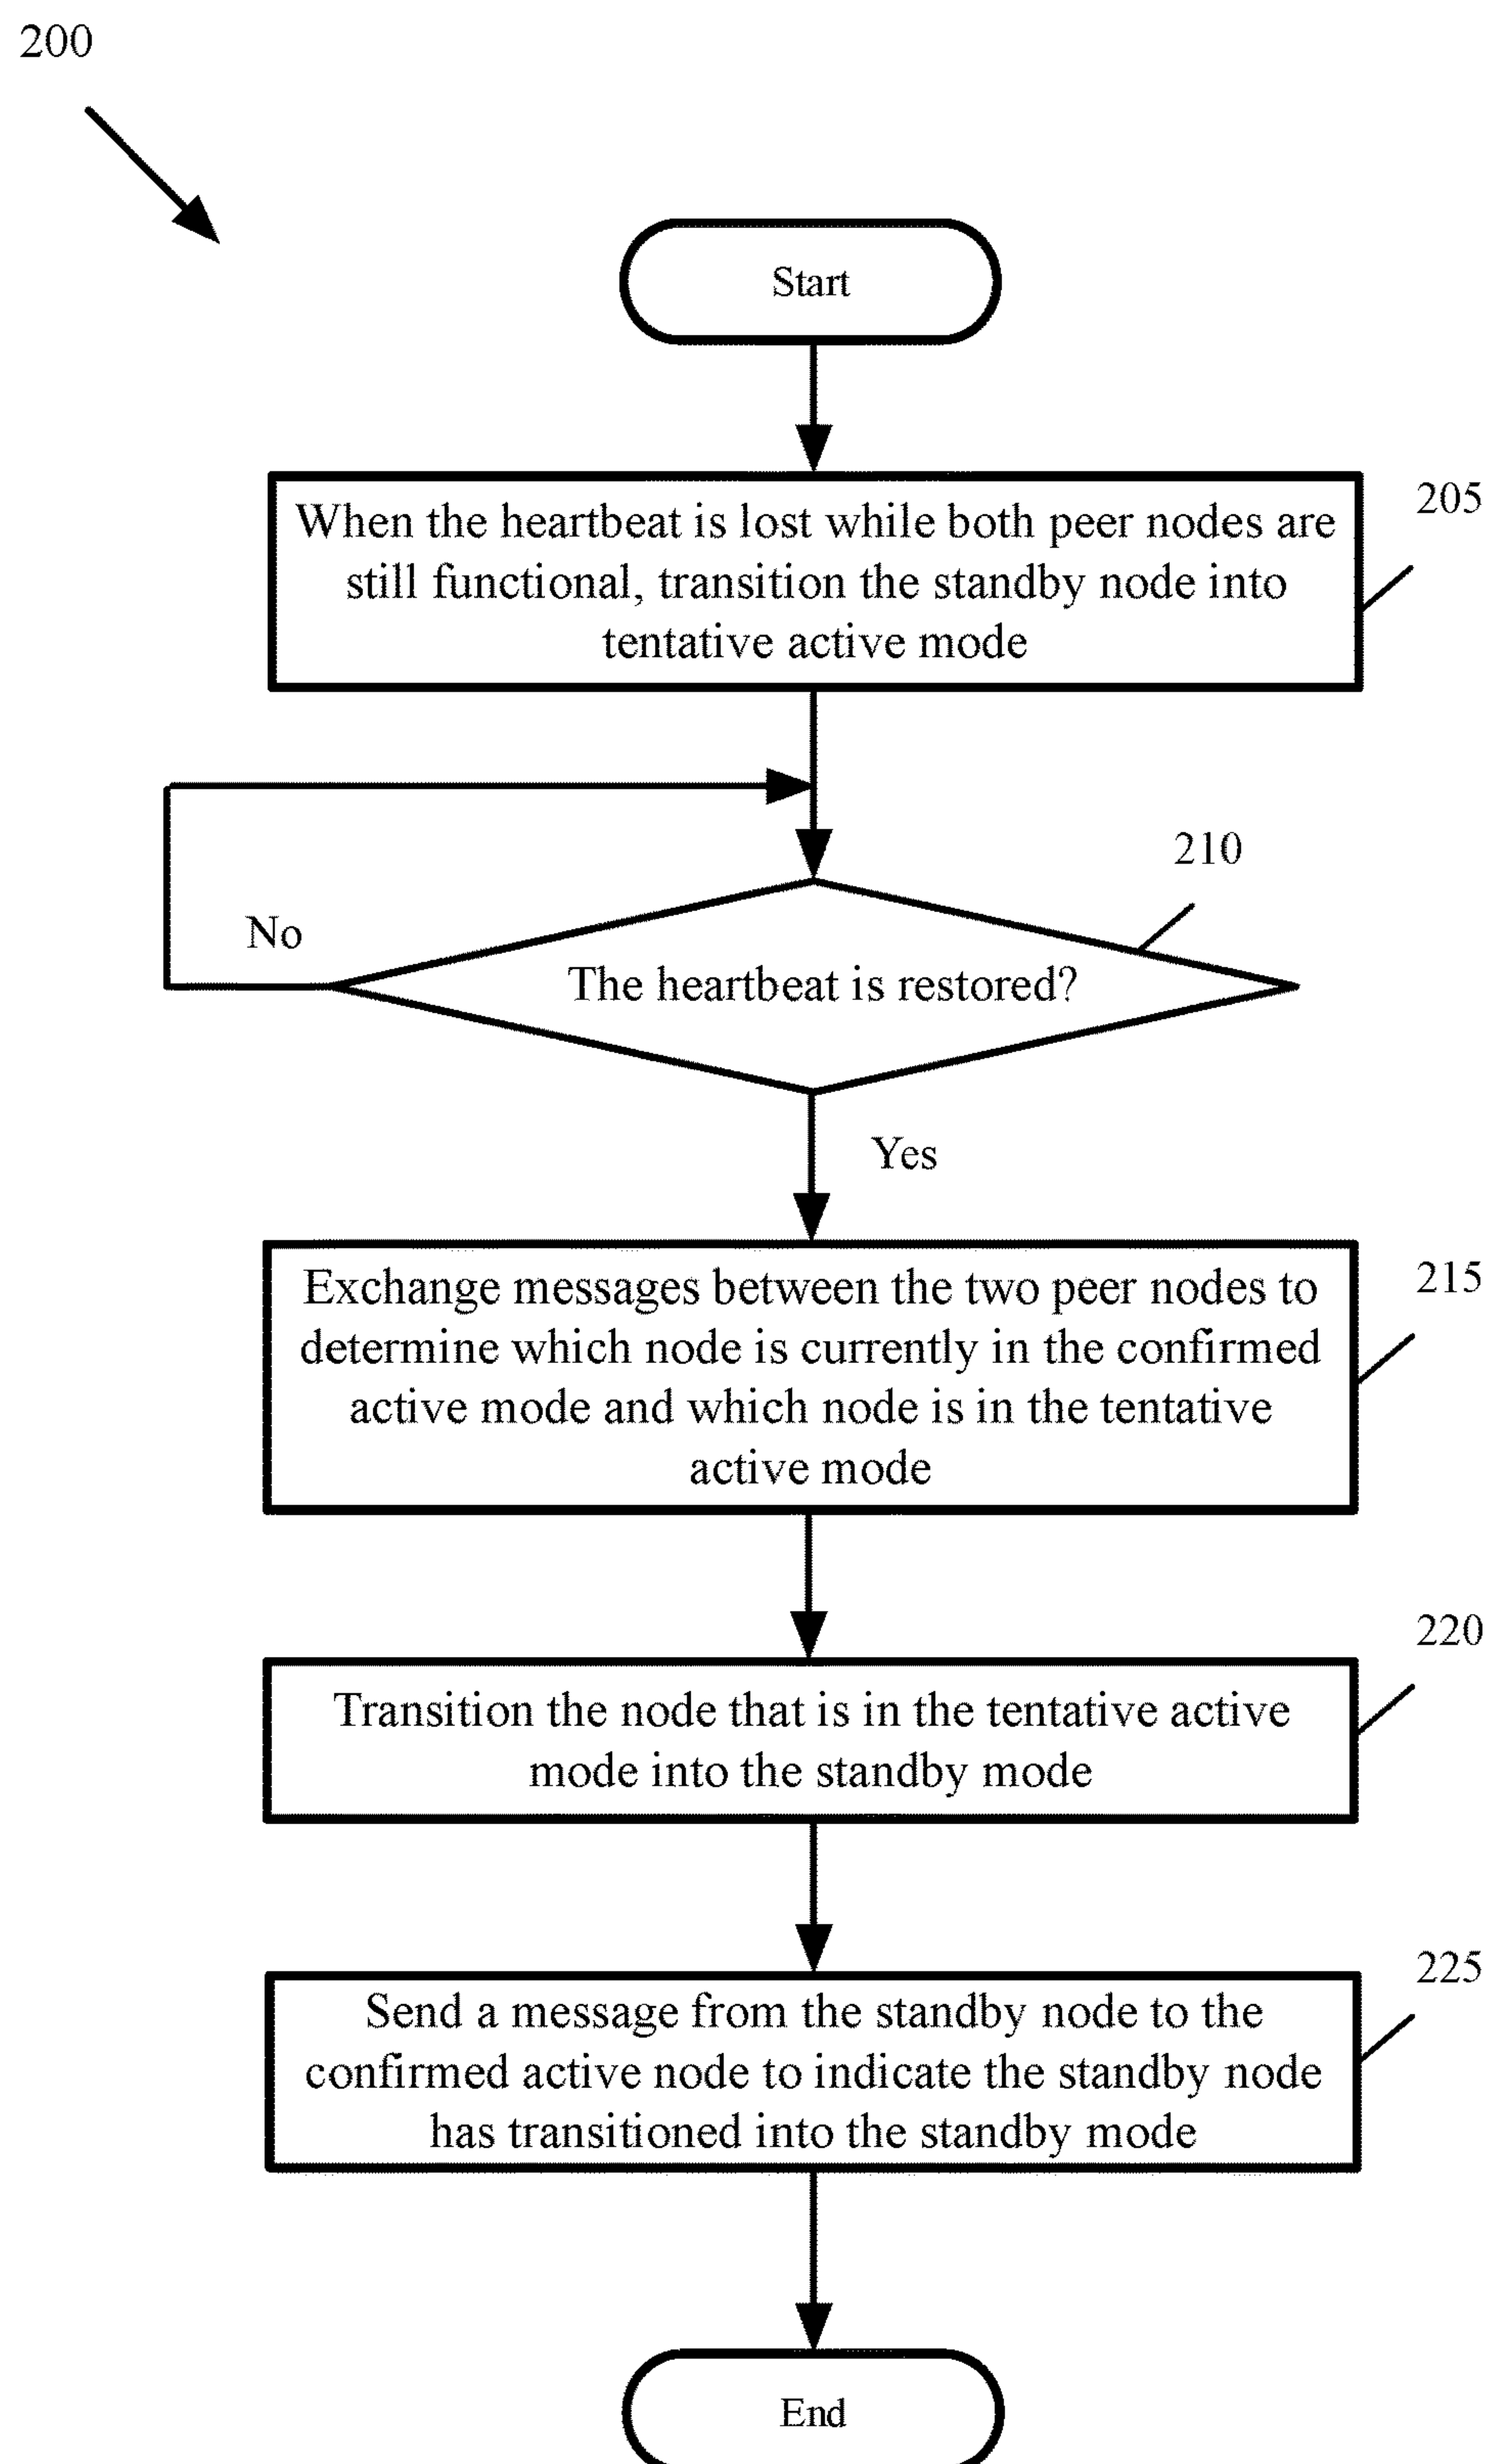 200
Start
When the heartbeat is lost while both peer nodes are
still functional, transition the standby node into
tentative active mode
205
210
No
The heartbeat is restored?
Yes
Exchange messages between the two peer nodes to
determine which node is currently in the confirmed
active mode and which node is in the tentative
active mode
215
Transition the node that is in the tentative active
mode into the standby mode
220
Send a message from the standby node to the
confirmed active node to indicate the standby node
has transitioned into the standby mode
225
End